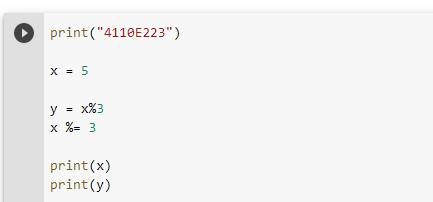 print("4110E223")
x = 5
y = x%3
x %= 3
print(x)
print(y)